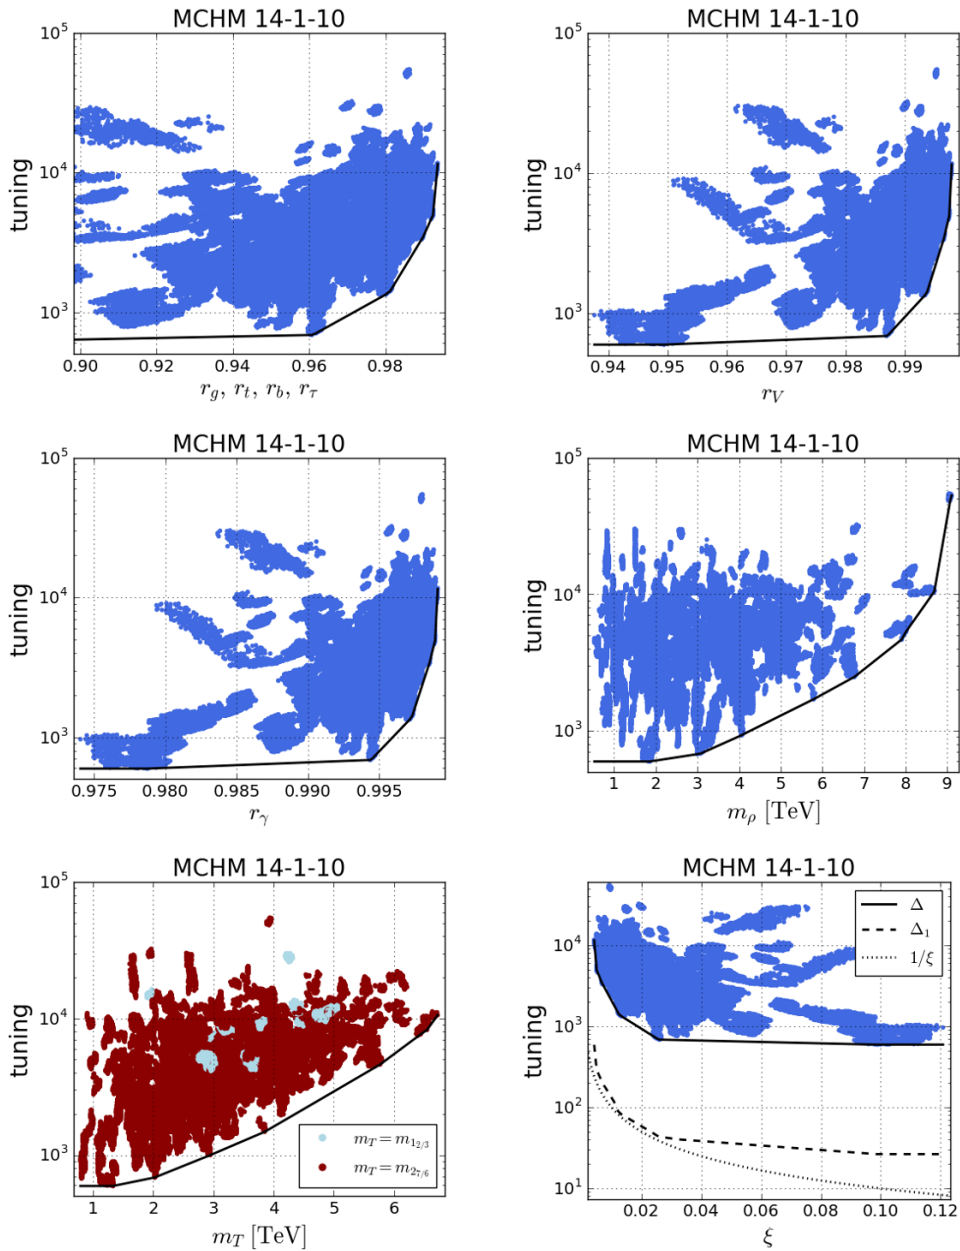 MCHM 14-1-10
tuning
10^5
10^4
10^3
0.90 0.92 0.94 0.96 0.98
r_g, r_t, r_b, r_τ
MCHM 14-1-10
tuning
10^5
10^4
10^3
0.94 0.95 0.96 0.97 0.98 0.99
r_V
MCHM 14-1-10
tuning
10^5
10^4
10^3
0.975 0.980 0.985 0.990 0.995
r_γ
MCHM 14-1-10
tuning
10^5
10^4
10^3
1 2 3 4 5 6 7 8 9
m_ρ [TeV]
MCHM 14-1-10
tuning
10^5
10^4
10^3
m_T = m_{1_{2/3}}
m_T = m_{2_{7/6}}
1 2 3 4 5 6
m_T [TeV]
MCHM 14-1-10
tuning
10^4
10^3
10^2
10^1
Δ
Δ_1
1/ξ
0.02 0.04 0.06 0.08 0.10 0.12
ξ